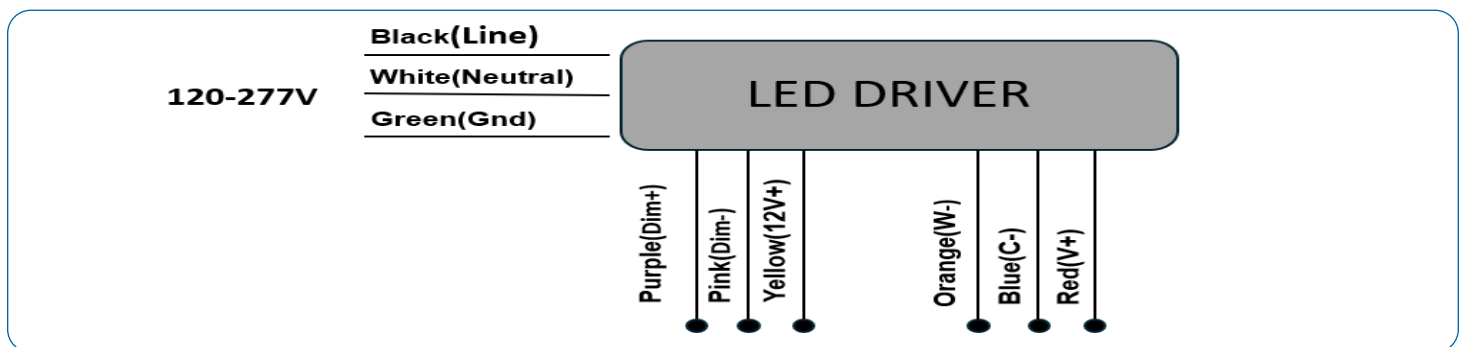 Black(Line)
White(Neutral)
120-277V
Green(Gnd)
LED DRIVER
Purple(Dim+)
Pink(Dim-)
Yellow(12V+)
Orange(W-)
Blue(C-)
Red(V+)